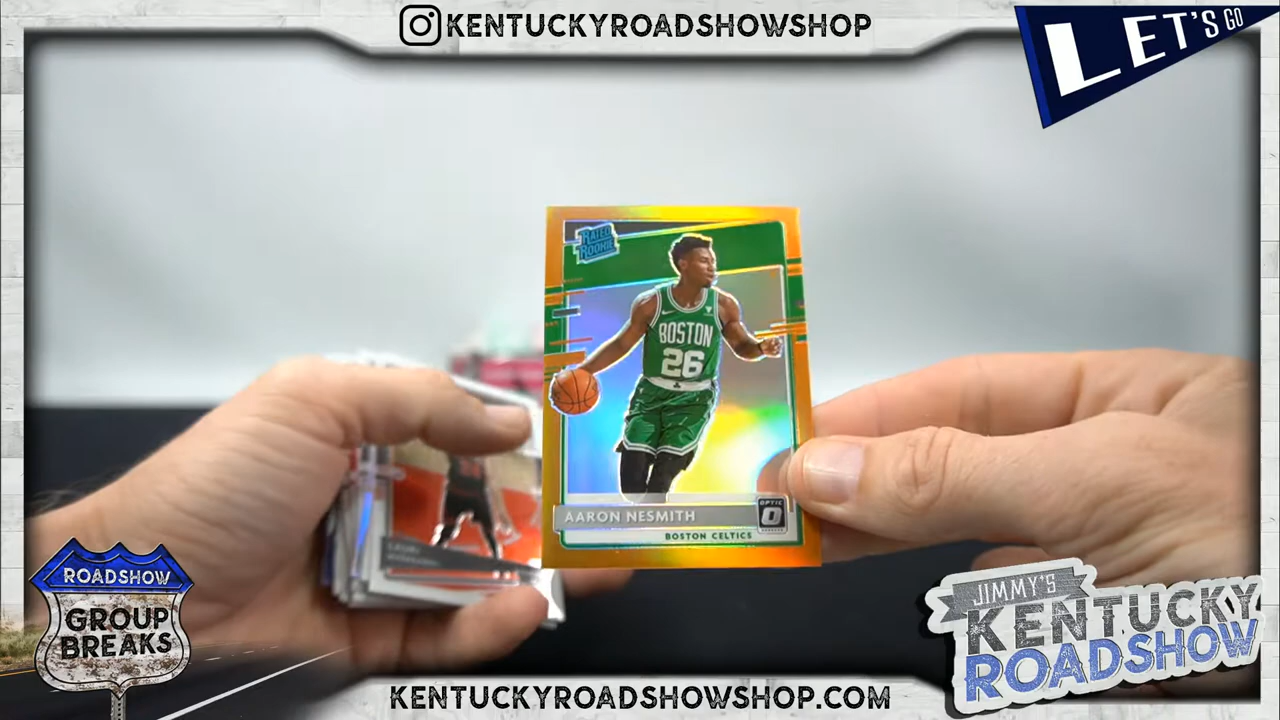 KENTUCKYROADSHOWSHOP
LET'S GO
RATED
ROOKIE
BOSTON
26
AARON NESMITH
OPTIC
BOSTON CELTICS
ROADSHOW
GROUP
BREAKS
JIMMY'S
KENTUCKY
ROADSHOW
KENTUCKYROADSHOWSHOP.COM